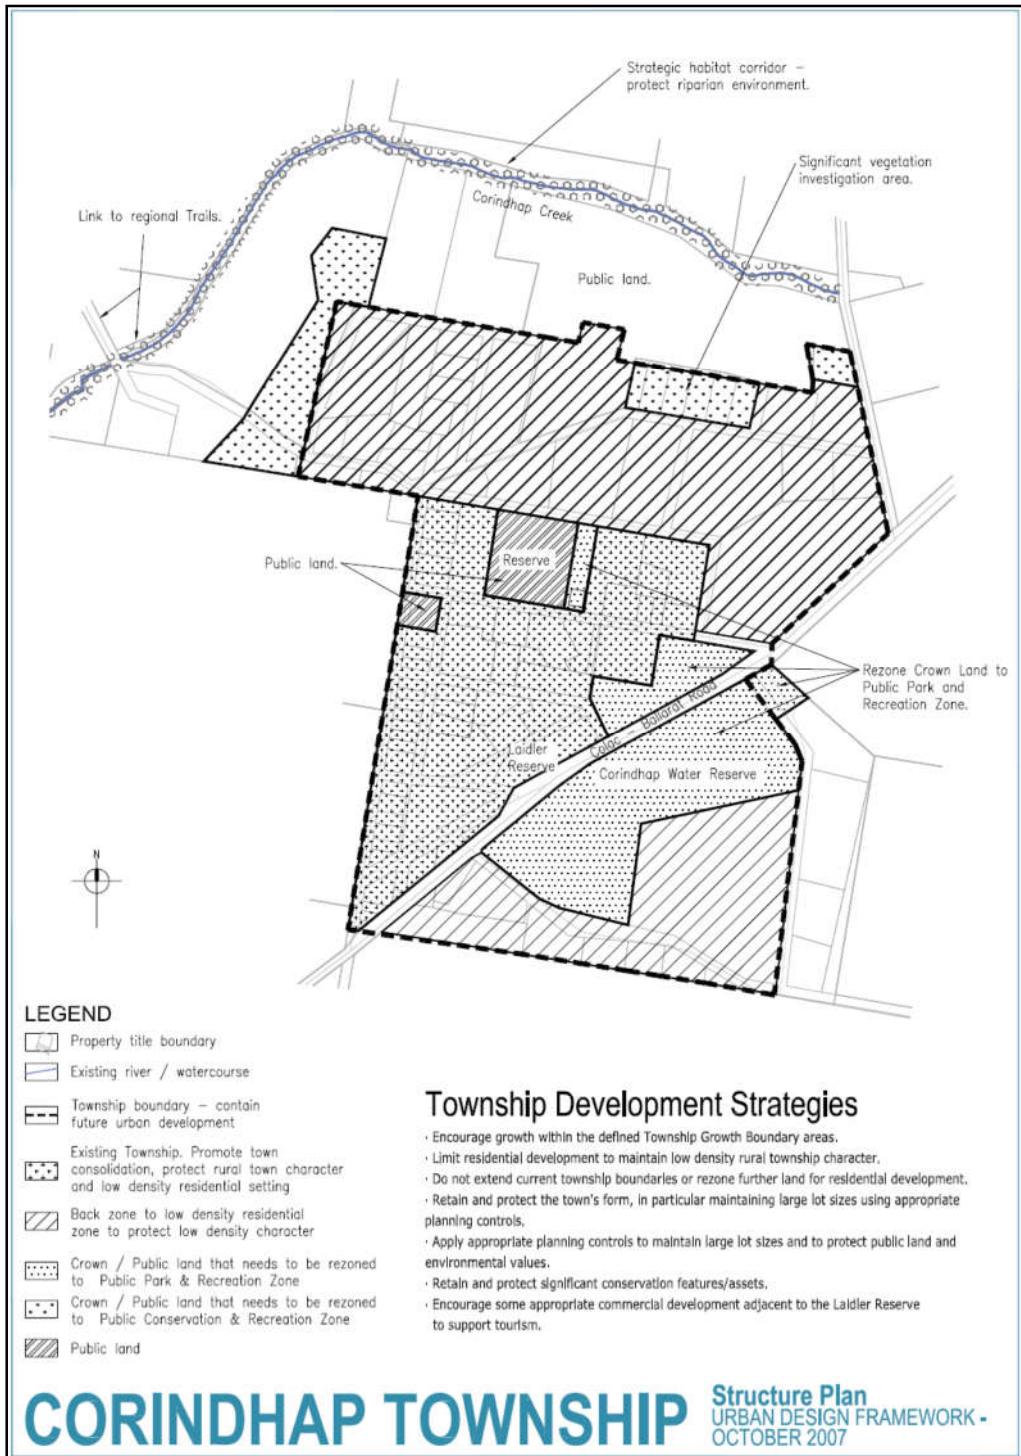 Strategic habitat corridor –
protect riparian environment.
Significant vegetation
investigation area.
Link to regional Trails.
Corindhap Creek
Public land.
Public land.
Reserve
Rezone Crown Land to
Public Park and
Recreation Zone.
Colac – Ballarat Road
Laidler
Reserve
Corindhap Water Reserve
N
LEGEND
Property title boundary
Existing river / watercourse
Township boundary – contain
future urban development
Existing Township. Promote town
consolidation, protect rural town character
and low density residential setting
Back zone to low density residential
zone to protect low density character
Crown / Public land that needs to be rezoned
to Public Park & Recreation Zone
Crown / Public land that needs to be rezoned
to Public Conservation & Recreation Zone
Public land
Township Development Strategies
· Encourage growth within the defined Township Growth Boundary areas.
· Limit residential development to maintain low density rural township character.
· Do not extend current township boundaries or rezone further land for residential development.
· Retain and protect the town's form, in particular maintaining large lot sizes using appropriate
planning controls.
· Apply appropriate planning controls to maintain large lot sizes and to protect public land and
environmental values.
· Retain and protect significant conservation features/assets.
· Encourage some appropriate commercial development adjacent to the Laidler Reserve
to support tourism.
CORINDHAP TOWNSHIP
Structure Plan
URBAN DESIGN FRAMEWORK -
OCTOBER 2007